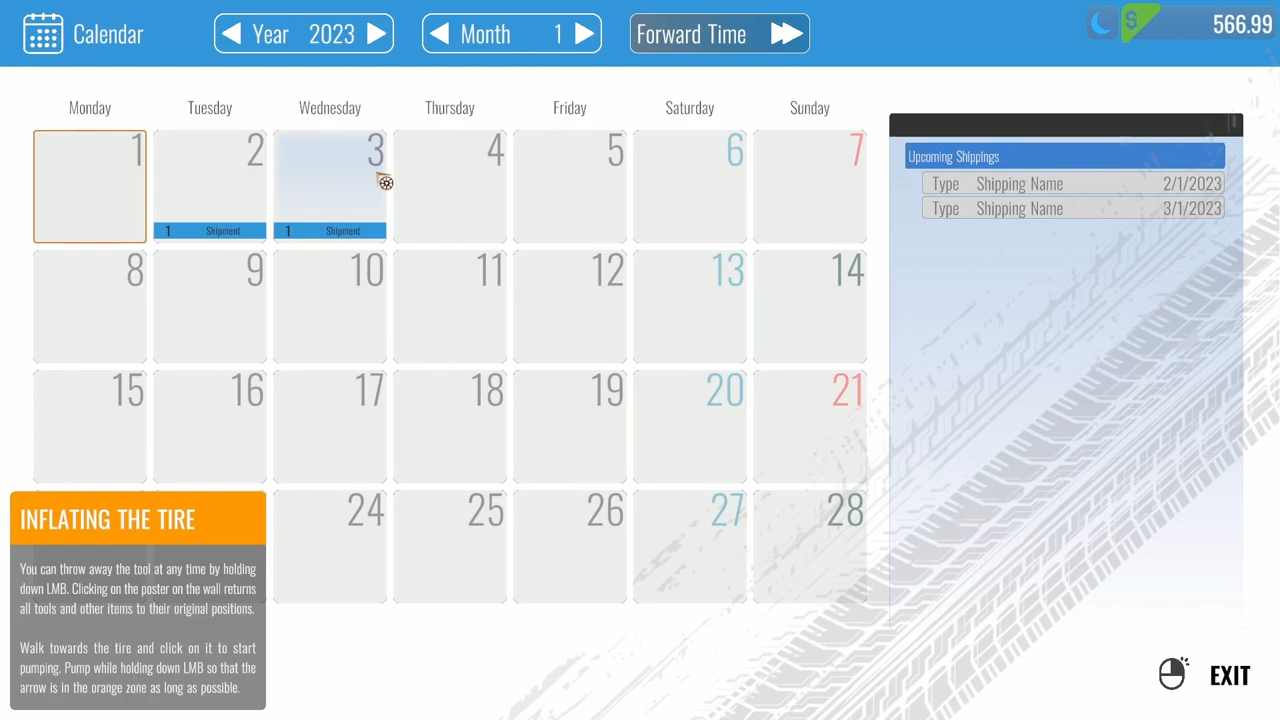 Calendar
Year 2023
Month 1
Forward Time
$ 566.99
Monday Tuesday Wednesday Thursday Friday Saturday Sunday
1 2 3 4 5 6 7
1 Shipment
1 Shipment
8 9 10 11 12 13 14
15 16 17 18 19 20 21
24 25 26 27 28
Upcoming Shippings
Type Shipping Name 2/1/2023
Type Shipping Name 3/1/2023
INFLATING THE TIRE
You can throw away the tool at any time by holding
down LMB. Clicking on the poster on the wall returns
all tools and other items to their original positions.
Walk towards the tire and click on it to start
pumping. Pump while holding down LMB so that the
arrow is in the orange zone as long as possible.
EXIT